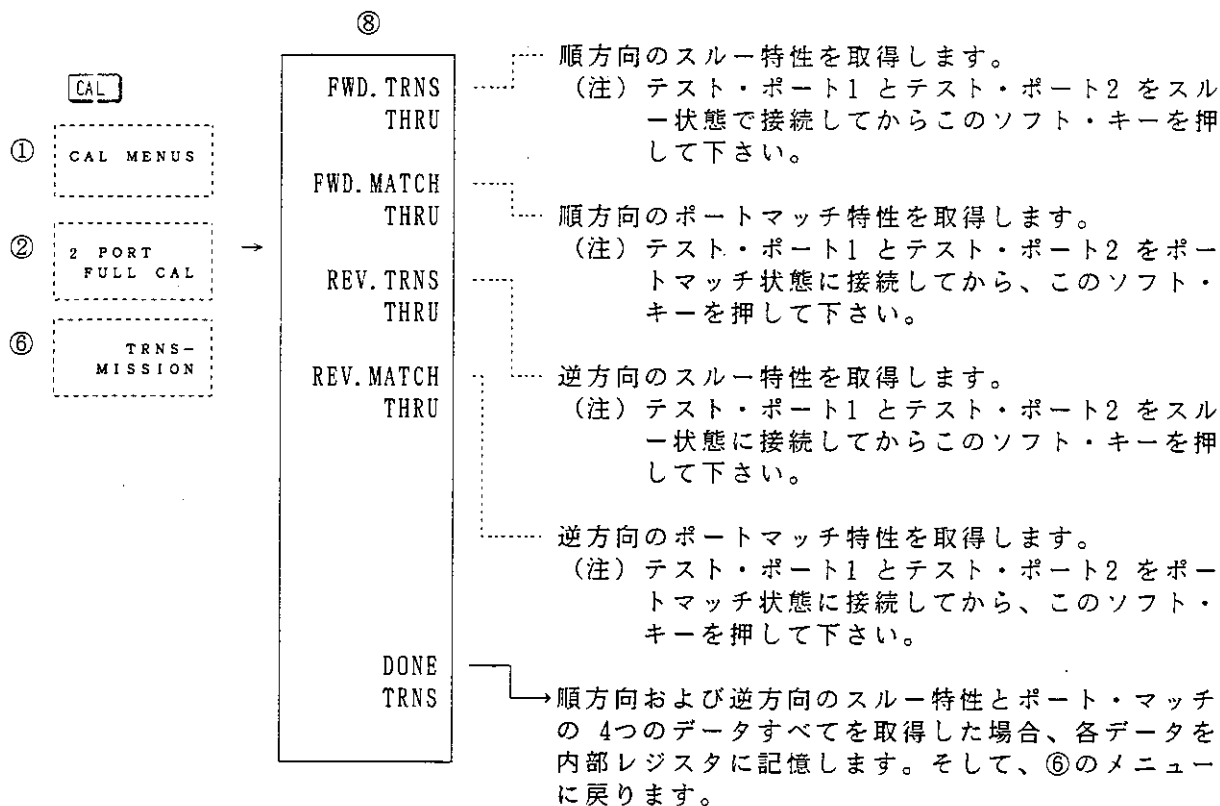 ⑧
CAL
① CAL MENUS
② 2 PORT
FULL CAL
→
⑥ TRNS-
MISSION
FWD.TRNS
THRU
順方向のスルー特性を取得します。
(注) テスト・ポート1 とテスト・ポート2 をスル
ー状態で接続してからこのソフト・キーを押
して下さい。
FWD.MATCH
THRU
順方向のポートマッチ特性を取得します。
(注) テスト・ポート1 とテスト・ポート2 をポー
トマッチ状態に接続してから、このソフト・
キーを押して下さい。
REV.TRNS
THRU
逆方向のスルー特性を取得します。
(注) テスト・ポート1 とテスト・ポート2 をスル
ー状態に接続してからこのソフト・キーを押
して下さい。
REV.MATCH
THRU
逆方向のポートマッチ特性を取得します。
(注) テスト・ポート1 とテスト・ポート2 をポー
トマッチ状態に接続してから、このソフト・
キーを押して下さい。
DONE
TRNS
順方向および逆方向のスルー特性とポート・マッチ
の 4つのデータすべてを取得した場合、各データを
内部レジスタに記憶します。そして、⑥のメニュー
に戻ります。